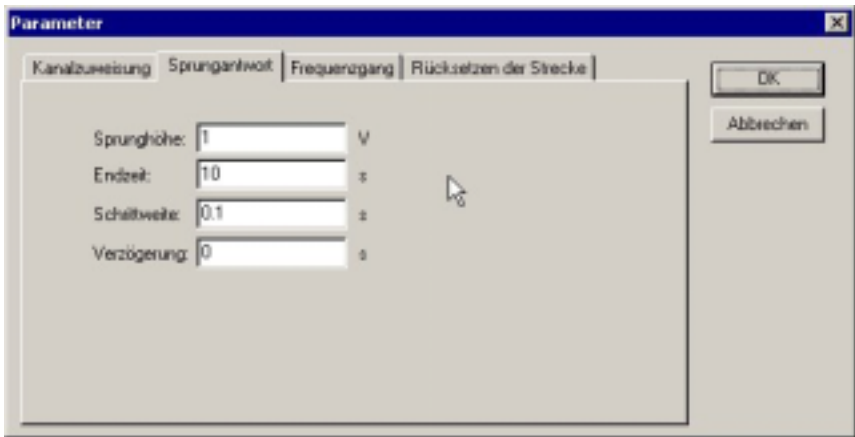 Parameter
Kanalzuweisung Sprungantwort Frequenzgang Rücksetzen der Strecke
OK
Abbrechen
Sprunghöhe: 1 V
Endzeit: 10 s
Schrittweite: 0.1 s
Verzögerung: 0 s